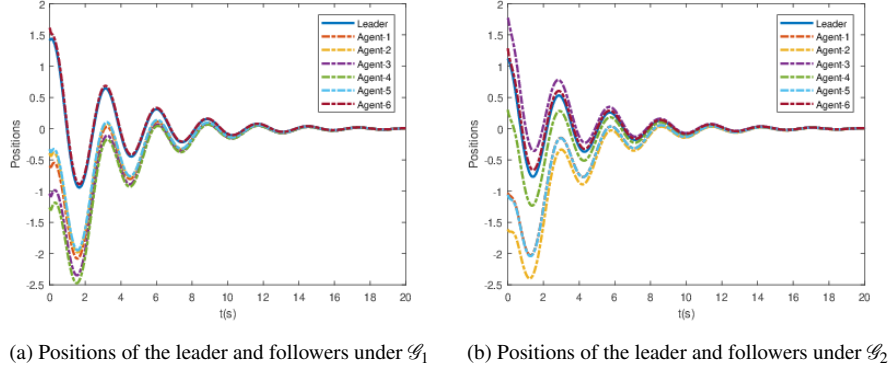 2
1.5
1
0.5
0
-0.5
-1
-1.5
-2
-2.5
Positions
0 2 4 6 8 10 12 14 16 18 20
t(s)
Leader
Agent-1
Agent-2
Agent-3
Agent-4
Agent-5
Agent-6
(a) Positions of the leader and followers under 𝒢1
2
1.5
1
0.5
0
-0.5
-1
-1.5
-2
-2.5
Positions
0 2 4 6 8 10 12 14 16 18 20
t(s)
Leader
Agent-1
Agent-2
Agent-3
Agent-4
Agent-5
Agent-6
(b) Positions of the leader and followers under 𝒢2